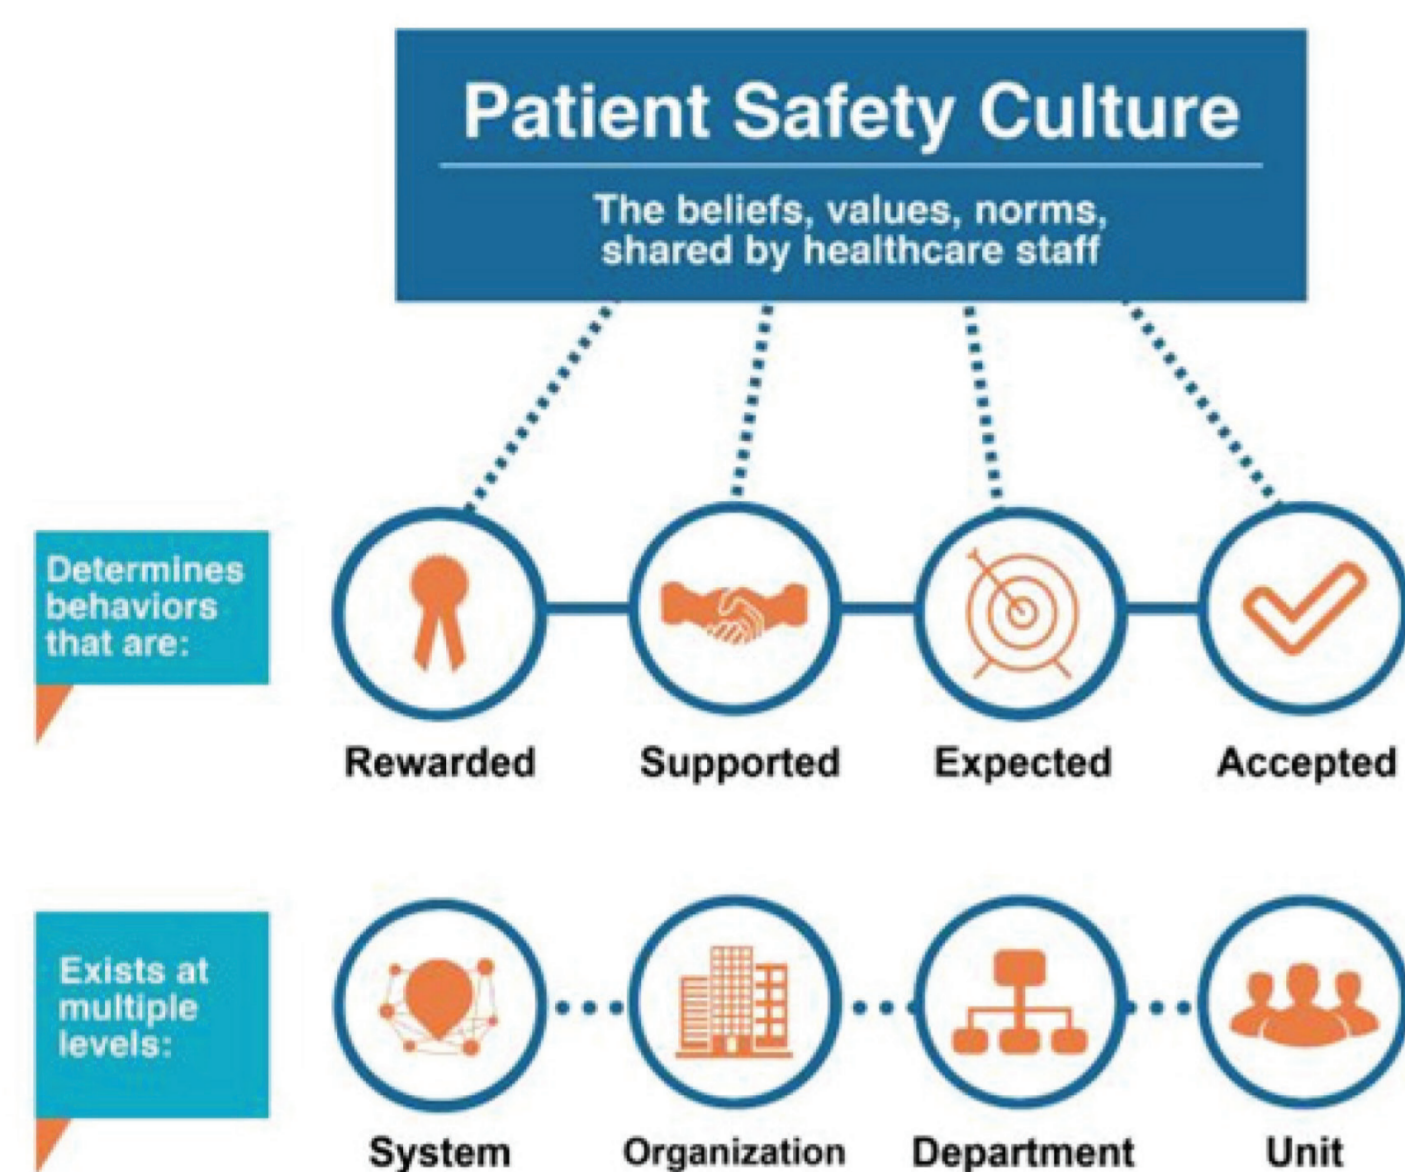 Patient Safety Culture
The beliefs, values, norms,
shared by healthcare staff
Determines
behaviors
that are:
Rewarded
Supported
Expected
Accepted
Exists at
multiple
levels:
System
Organization
Department
Unit